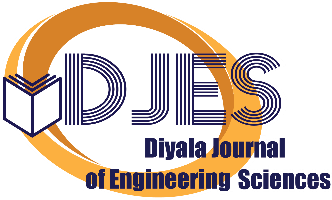 DJES
Diyala Journal
of Engineering Sciences